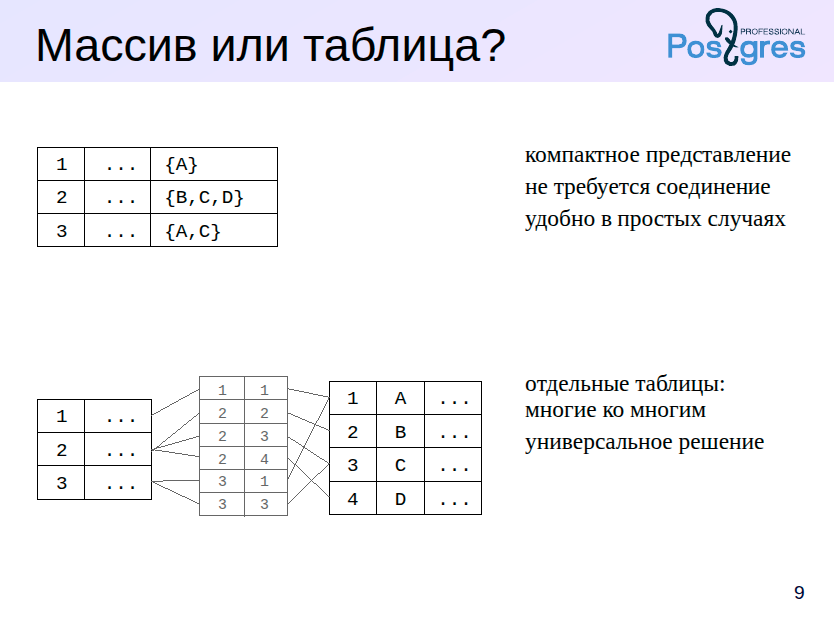 Массив или таблица?
PROFESSIONAL
Postgres
1 ... {A}
2 ... {B,C,D}
3 ... {A,C}
компактное представление
не требуется соединение
удобно в простых случаях
1 ...
2 ...
3 ...
1 1
2 2
2 3
2 4
3 1
3 3
1 A ...
2 B ...
3 C ...
4 D ...
отдельные таблицы:
многие ко многим
универсальное решение
9